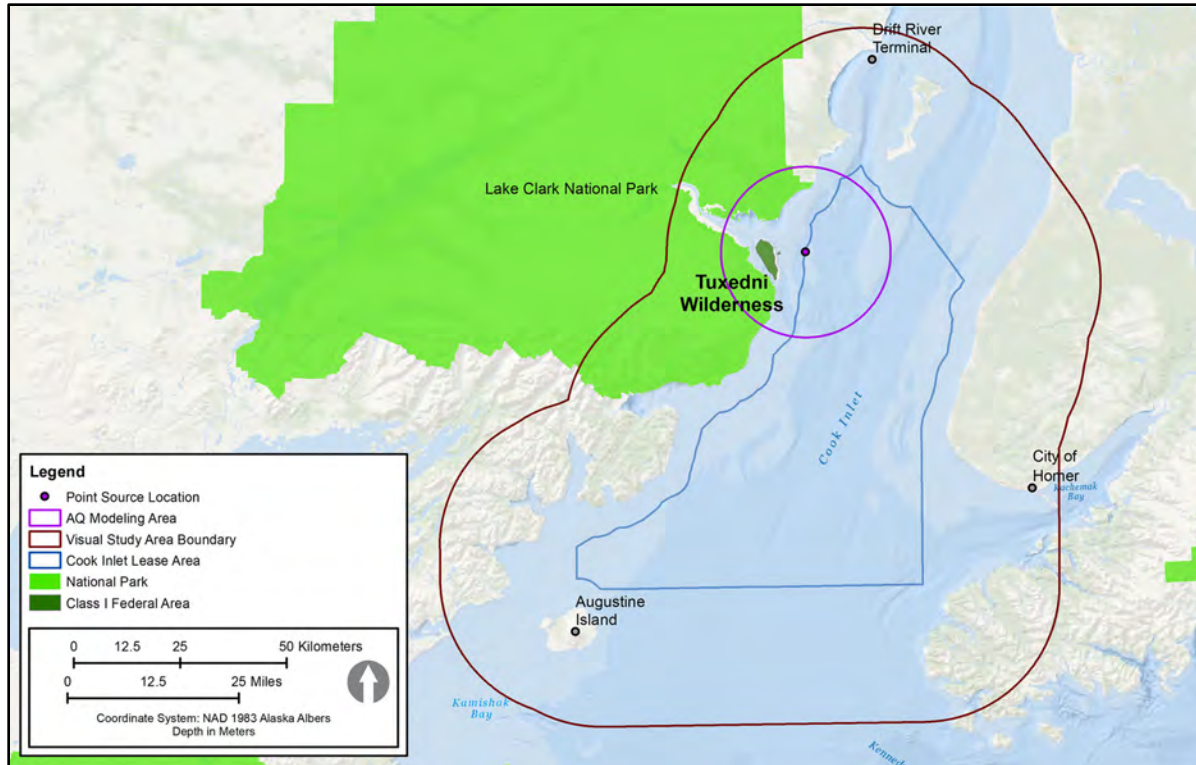 Drift River
Terminal
Lake Clark National Park
Tuxedni
Wilderness
Cook Inlet
City of
Homer
Kachemak
Bay
Augustine
Island
Kamishak
Bay
Legend
Point Source Location
AQ Modeling Area
Visual Study Area Boundary
Cook Inlet Lease Area
National Park
Class I Federal Area
0 12.5 25 50 Kilometers
0 12.5 25 Miles
Coordinate System: NAD 1983 Alaska Albers
Depth in Meters